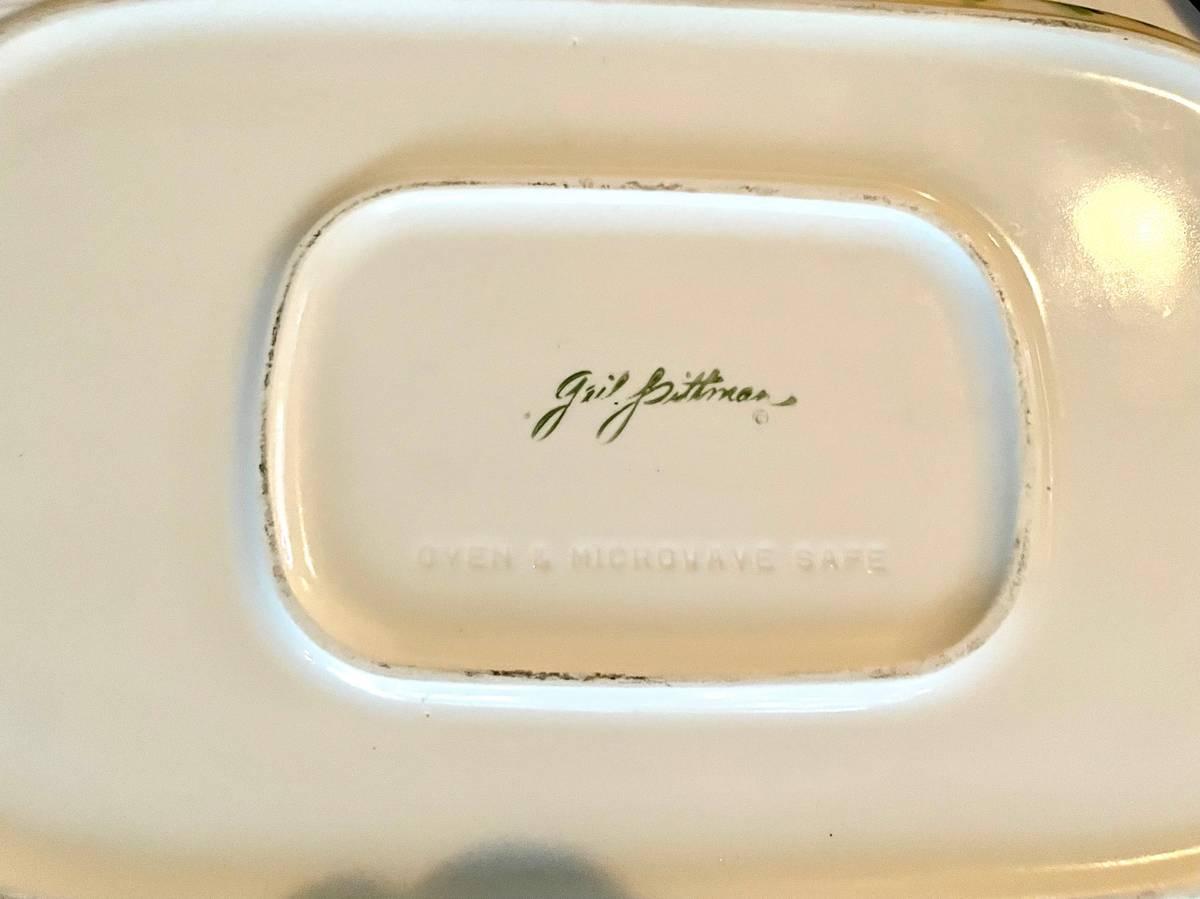 Gail Pittman
©
OVEN & MICROWAVE SAFE